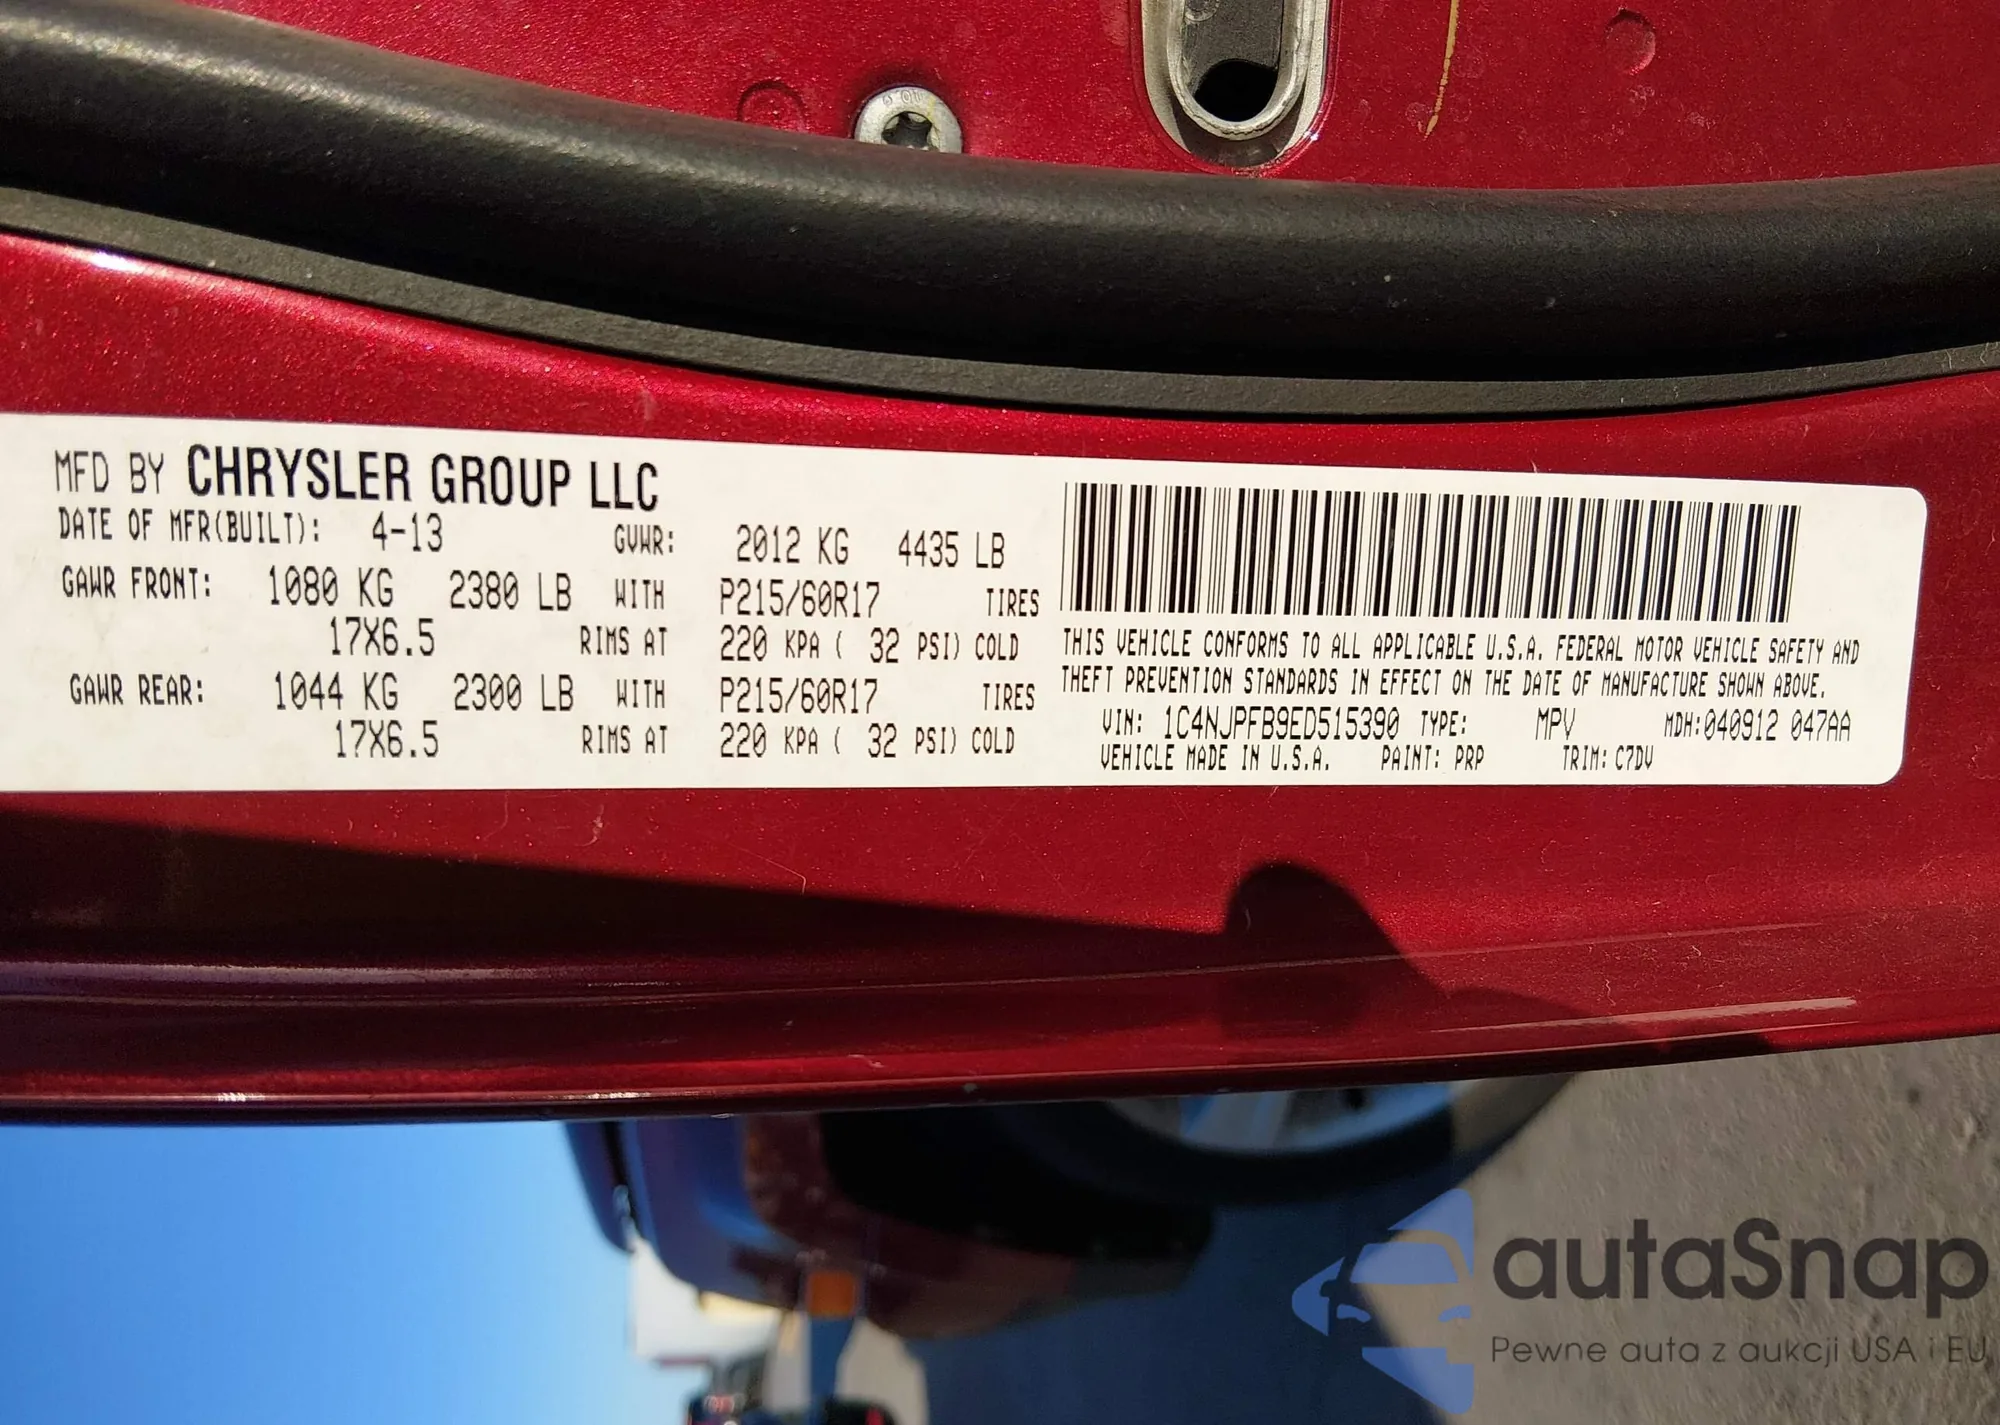 MFD BY CHRYSLER GROUP LLC
DATE OF MFR(BUILT): 4-13 GVWR: 2012 KG 4435 LB
GAWR FRONT: 1080 KG 2380 LB WITH P215/60R17 TIRES
17X6.5 RIMS AT 220 KPA ( 32 PSI) COLD
GAWR REAR: 1044 KG 2300 LB WITH P215/60R17 TIRES
17X6.5 RIMS AT 220 KPA ( 32 PSI) COLD
THIS VEHICLE CONFORMS TO ALL APPLICABLE U.S.A. FEDERAL MOTOR VEHICLE SAFETY AND
THEFT PREVENTION STANDARDS IN EFFECT ON THE DATE OF MANUFACTURE SHOWN ABOVE.
VIN: 1C4NJPFB9ED515390 TYPE: MPV MDH:040912 047AA
VEHICLE MADE IN U.S.A. PAINT: PRP TRIM: C7DV
autaSnap
Pewne auta z aukcji USA i EU